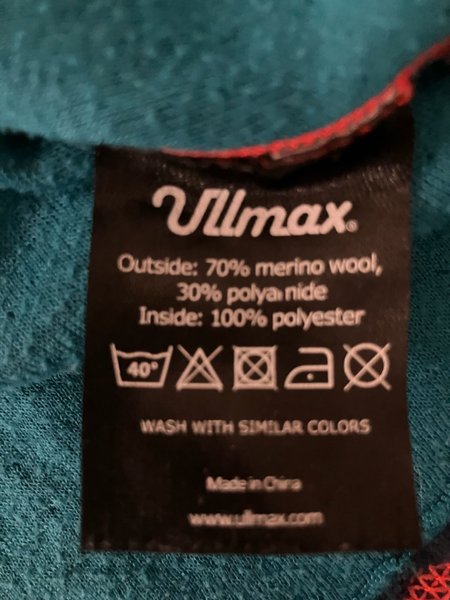 Ullmax®
Outside: 70% merino wool,
30% polyamide
Inside: 100% polyester
40°
WASH WITH SIMILAR COLORS
Made in China
www.ullmax.com